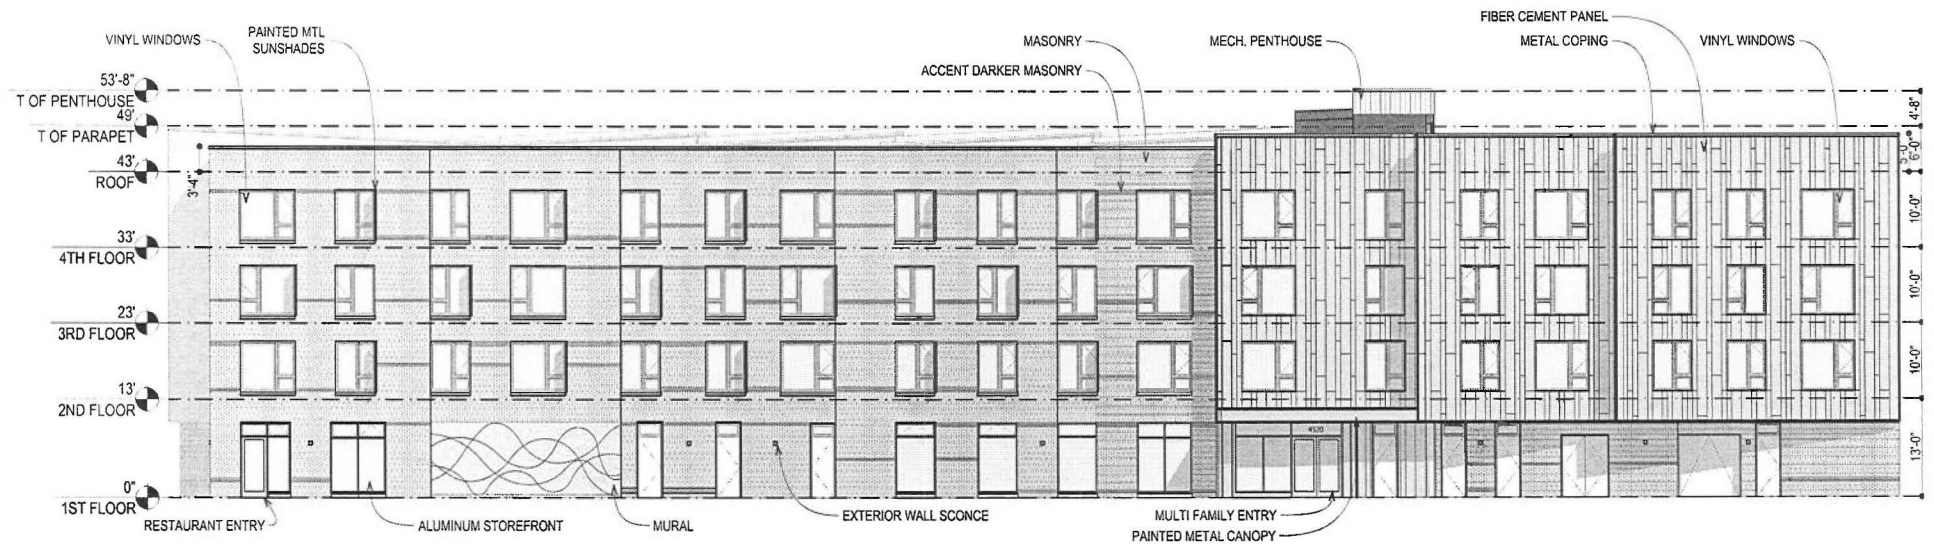 FIBER CEMENT PANEL
VINYL WINDOWS
PAINTED MTL
SUNSHADES
MASONRY
MECH. PENTHOUSE
METAL COPING
VINYL WINDOWS
ACCENT DARKER MASONRY
53'-8"
T OF PENTHOUSE
49'
T OF PARAPET
43'
ROOF
3'-4"
33'
4TH FLOOR
23'
3RD FLOOR
13'
2ND FLOOR
0"
1ST FLOOR
4'-8"
5'-0"
6'-0"
10'-0"
10'-0"
10'-0"
13'-0"
4520
RESTAURANT ENTRY
ALUMINUM STOREFRONT
MURAL
EXTERIOR WALL SCONCE
MULTI FAMILY ENTRY
PAINTED METAL CANOPY